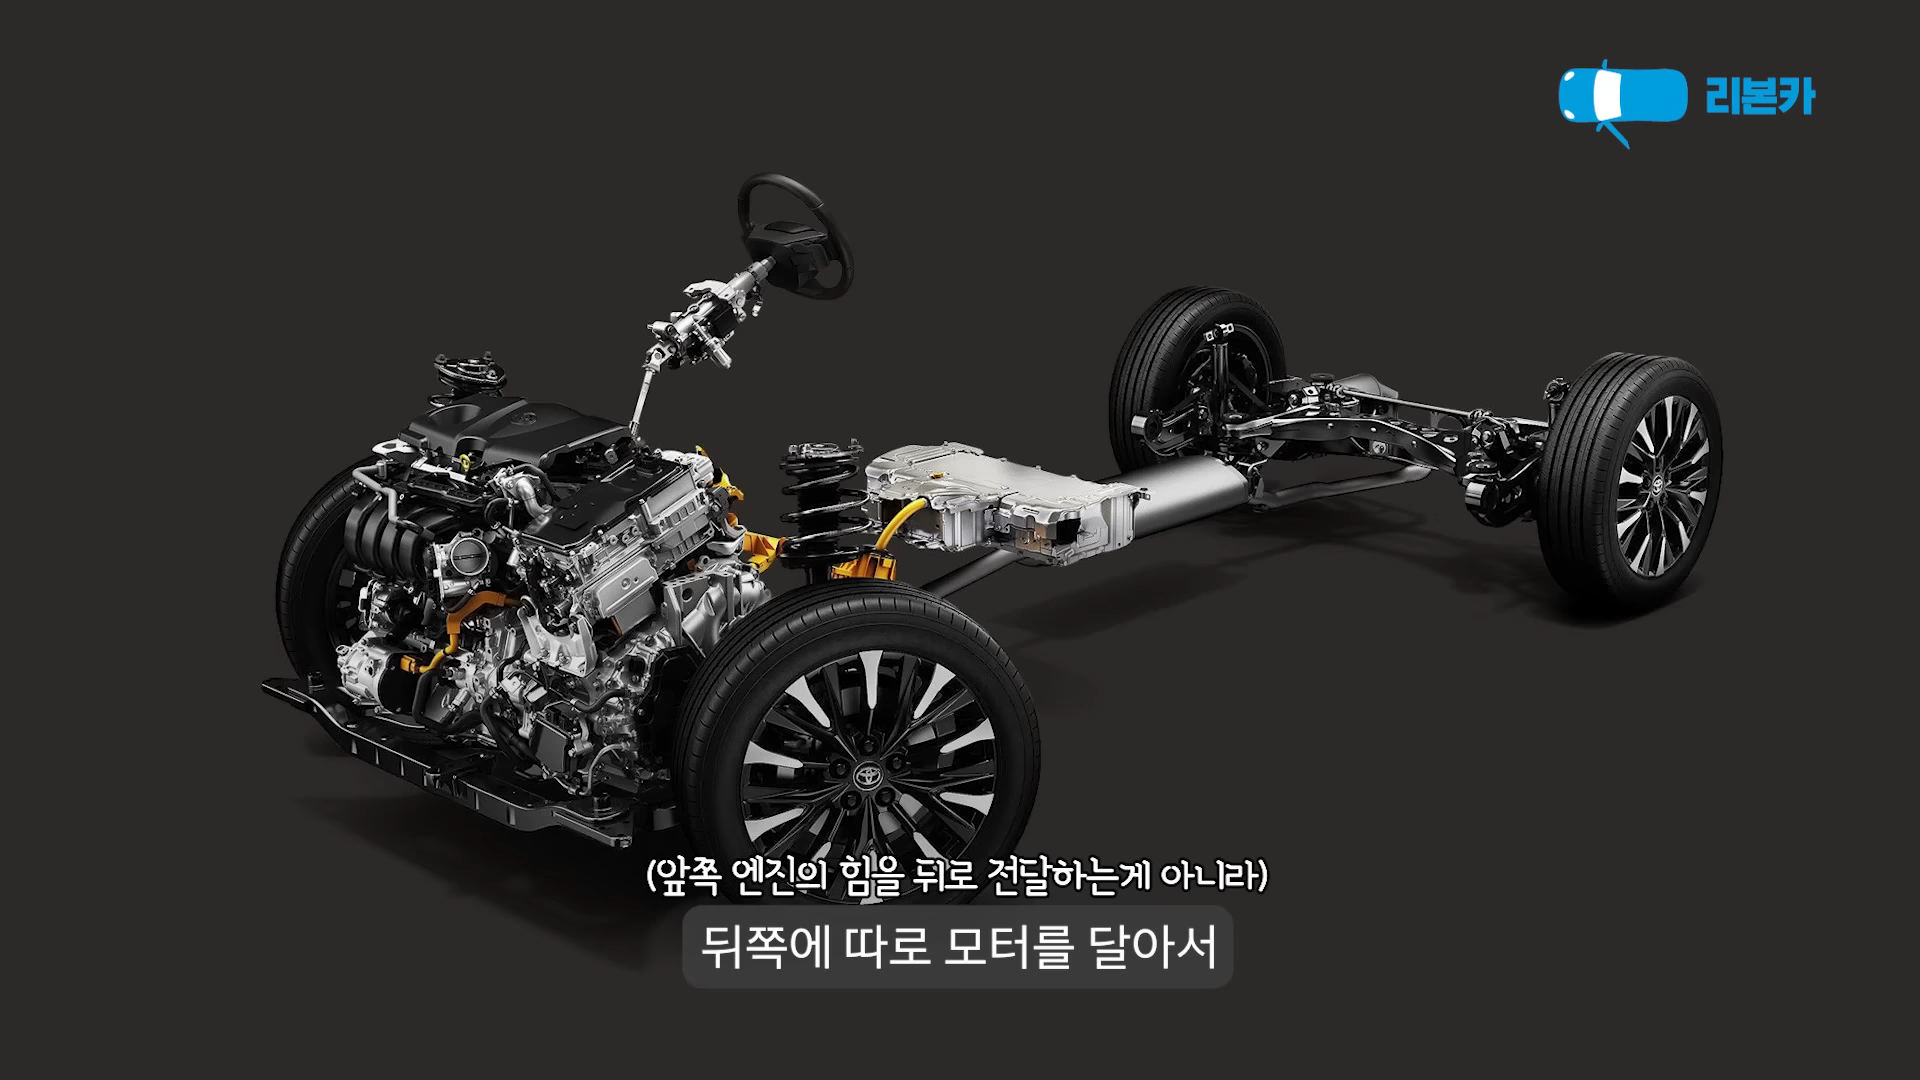 리본카
(앞쪽 엔진의 힘을 뒤로 전달하는게 아니라)
뒤쪽에 따로 모터를 달아서